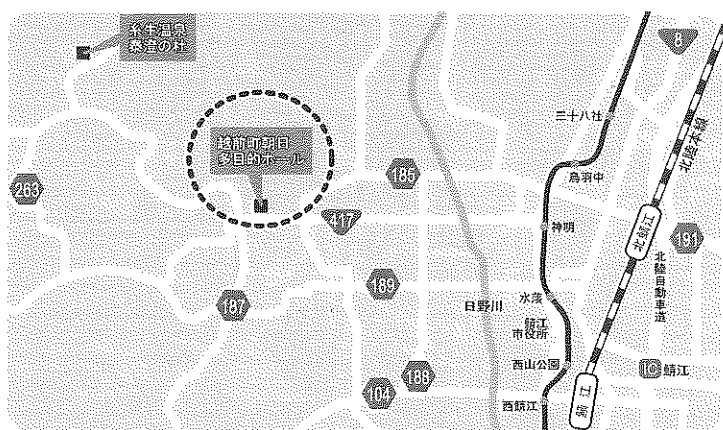 糸生温泉
泰澄の杜
8
三十八社
北陸本線
越前町朝日
多目的ホール
185
鳥羽中
263
417
神明
北鯖江
191
北陸自動車道
189
187
日野川
水落
鯖江
市役所
西山公園
IC
鯖江
188
104
西鯖江
鯖江